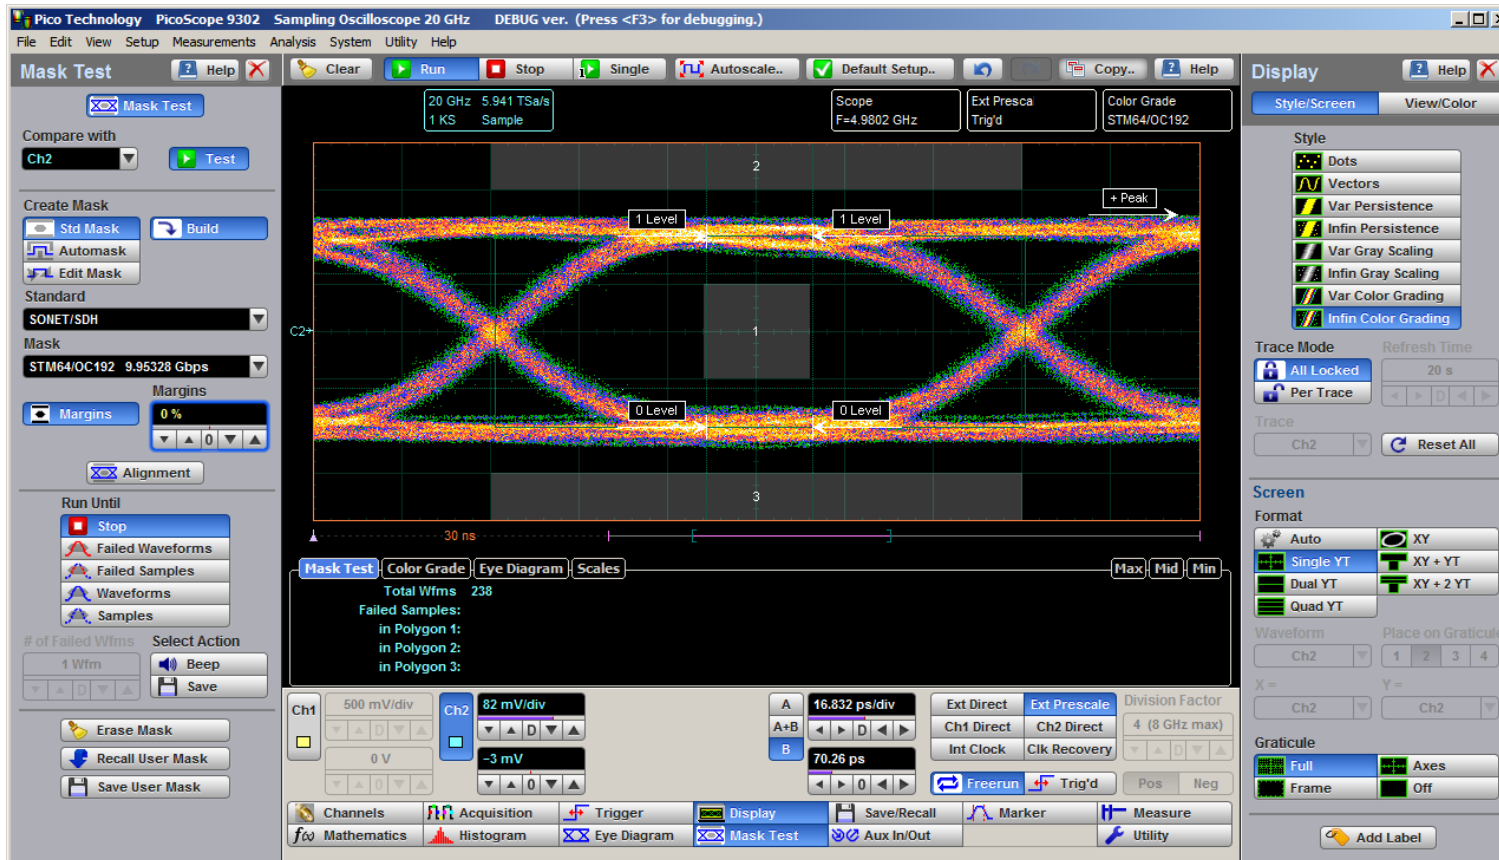 Pico Technology PicoScope 9302 Sampling Oscilloscope 20 GHz DEBUG ver. (Press <F3> for debugging.)
File Edit View Setup Measurements Analysis System Utility Help
Mask Test
Help
Mask Test
Compare with
Ch2
Test
Create Mask
Std Mask
Build
Automask
Edit Mask
Standard
SONET/SDH
Mask
STM64/OC192 9.95328 Gbps
Margins
Margins
0 %
0
Alignment
Run Until
Stop
Failed Waveforms
Failed Samples
Waveforms
Samples
# of Failed Wfms
Select Action
1 Wfm
D
Beep
Save
Erase Mask
Recall User Mask
Save User Mask
Clear Run Stop 1 Single Autoscale.. Default Setup.. Copy.. Help
20 GHz 5.941 TSa/s
1 KS Sample
Scope
F=4.9802 GHz
Ext Presca
Trig'd
Color Grade
STM64/OC192
2
+ Peak
1 Level
1 Level
C2
1
0 Level
0 Level
3
30 ns
Mask Test Color Grade Eye Diagram Scales Max Mid Min
Total Wfms 238
Failed Samples:
in Polygon 1:
in Polygon 2:
in Polygon 3:
Ch1
500 mV/div
D
0 V
0
Ch2
82 mV/div
D
-3 mV
0
A
A+B
B
16.832 ps/div
D
70.26 ps
0
Ext Direct Ext Prescale
Ch1 Direct Ch2 Direct
Int Clock Clk Recovery
Freerun Trig'd
Division Factor
4 (8 GHz max)
D
Pos Neg
Channels Acquisition Trigger Display Save/Recall Marker Measure
f(x) Mathematics Histogram Eye Diagram Mask Test Aux In/Out Utility
Display
Help
Style/Screen View/Color
Style
Dots
Vectors
Var Persistence
Infin Persistence
Var Gray Scaling
Infin Gray Scaling
Var Color Grading
Infin Color Grading
Trace Mode
Refresh Time
All Locked
Per Trace
20 s
D
Trace
Ch2
Reset All
Screen
Format
Auto XY
Single YT XY + YT
Dual YT XY + 2 YT
Quad YT
Waveform
Place on Graticule
Ch2
1 2 3 4
X =
Y =
Ch2
Ch2
Graticule
Full Axes
Frame Off
Add Label